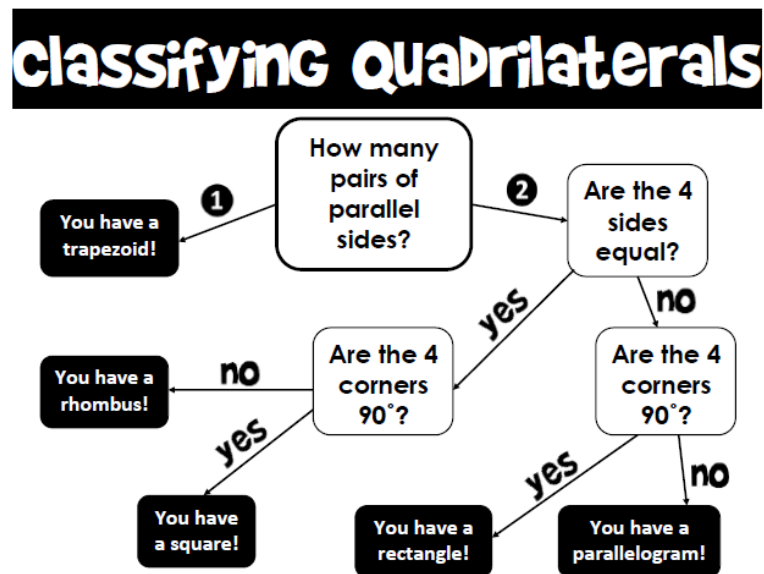 Classifying Quadrilaterals
How many
pairs of
parallel
sides?
1
2
You have a
trapezoid!
Are the 4
sides
equal?
yes
no
Are the 4
corners
90°?
Are the 4
corners
90°?
no
You have a
rhombus!
yes
yes
no
You have
a square!
You have a
rectangle!
You have a
parallelogram!